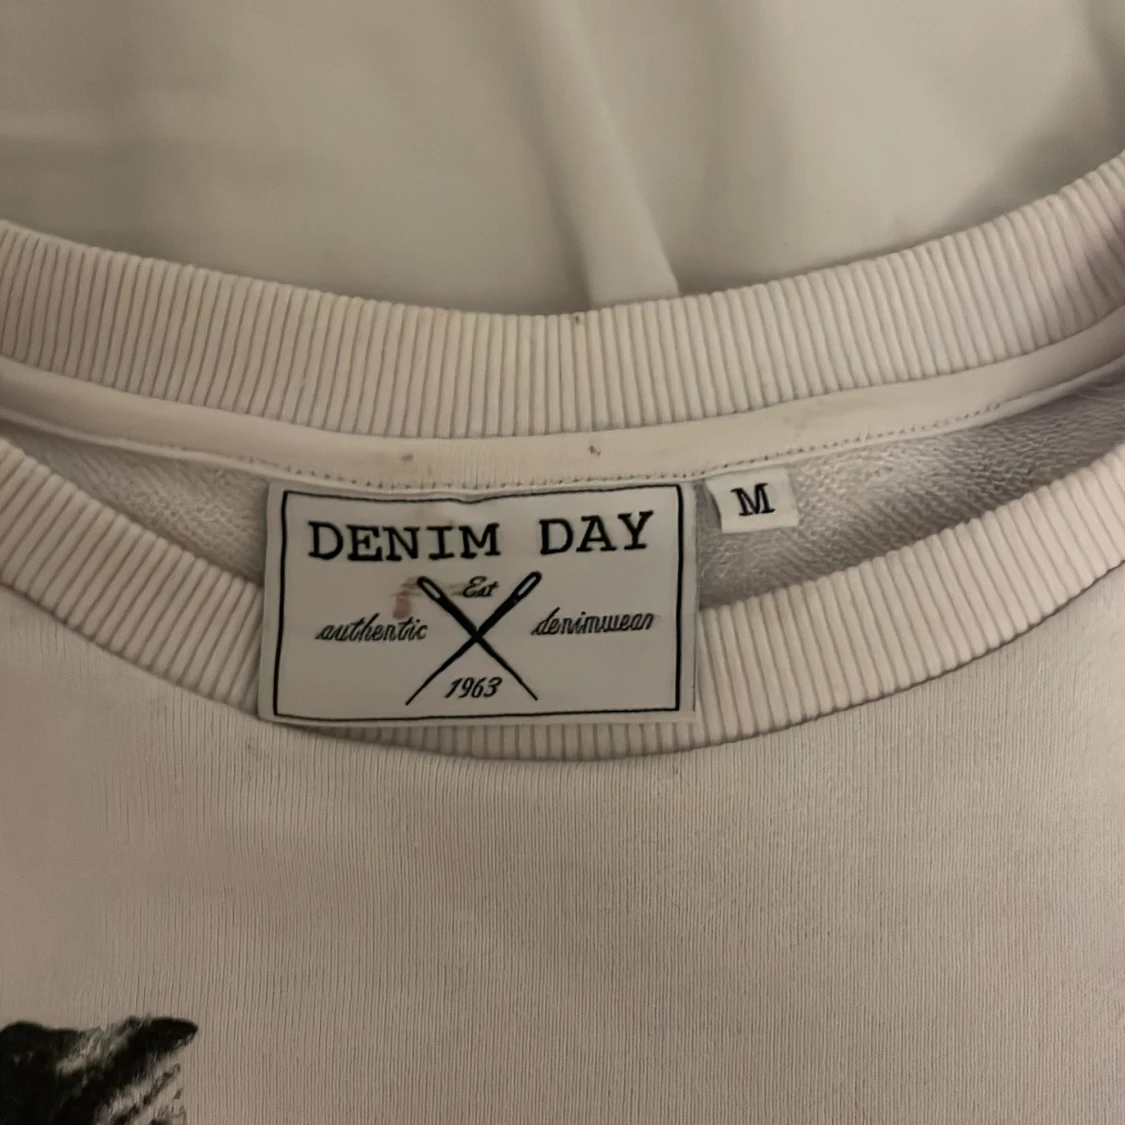 DENIM DAY
Est
authentic denimwear
1963
M